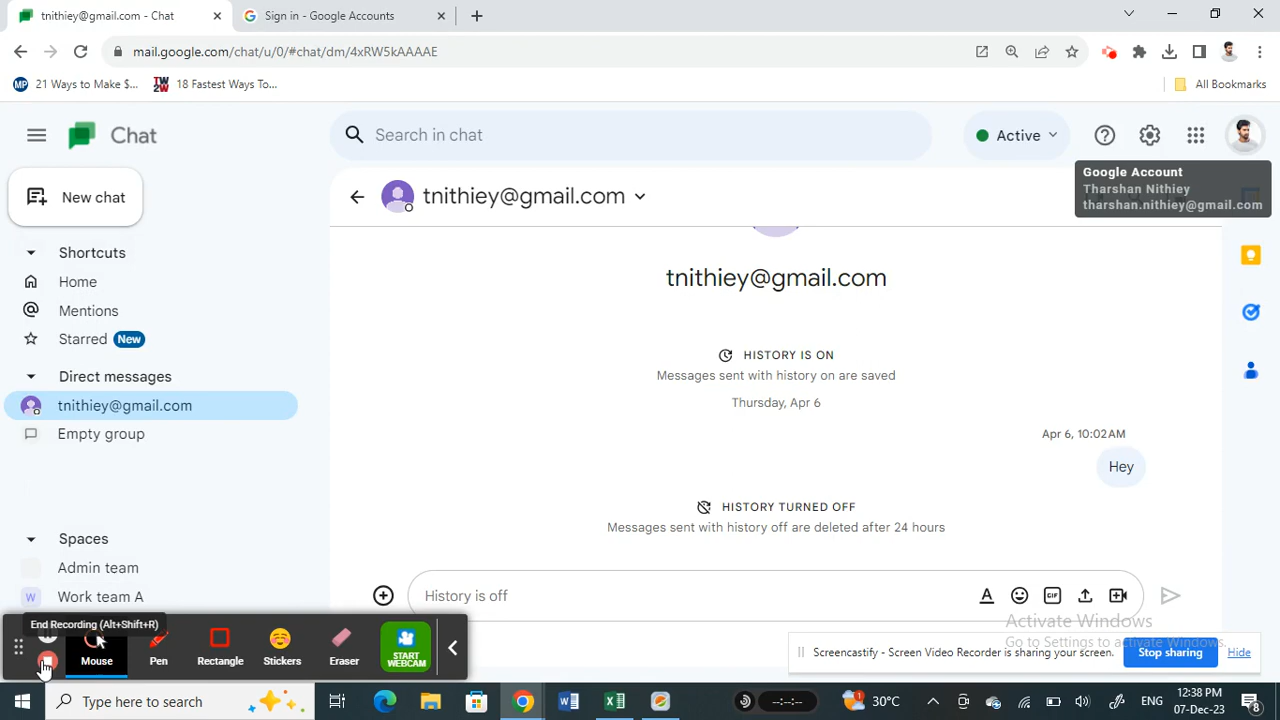 tnithiey@gmail.com - Chat
Sign in - Google Accounts
mail.google.com/chat/u/0/#chat/dm/4xRW5kAAAAE
MP 21 Ways to Make $...
TW 2W 18 Fastest Ways To...
All Bookmarks
Chat
Search in chat
Active
Google Account
Tharshan Nithiey
tharshan.nithiey@gmail.com
New chat
tnithiey@gmail.com
Shortcuts
Home
Mentions
Starred New
Direct messages
tnithiey@gmail.com
Empty group
Spaces
Admin team
W Work team A
tnithiey@gmail.com
HISTORY IS ON
Messages sent with history on are saved
Thursday, Apr 6
Apr 6, 10:02AM
Hey
HISTORY TURNED OFF
Messages sent with history off are deleted after 24 hours
History is off
GIF
Activate Windows
Go to Settings to activate Windows.
End Recording (Alt+Shift+R)
Mouse
Pen
Rectangle
Stickers
Eraser
START WEBCAM
Screencastify - Screen Video Recorder is sharing your screen.
Stop sharing
Hide
Type here to search
--:--:--
30°C
ENG
12:38 PM
07-Dec-23
8